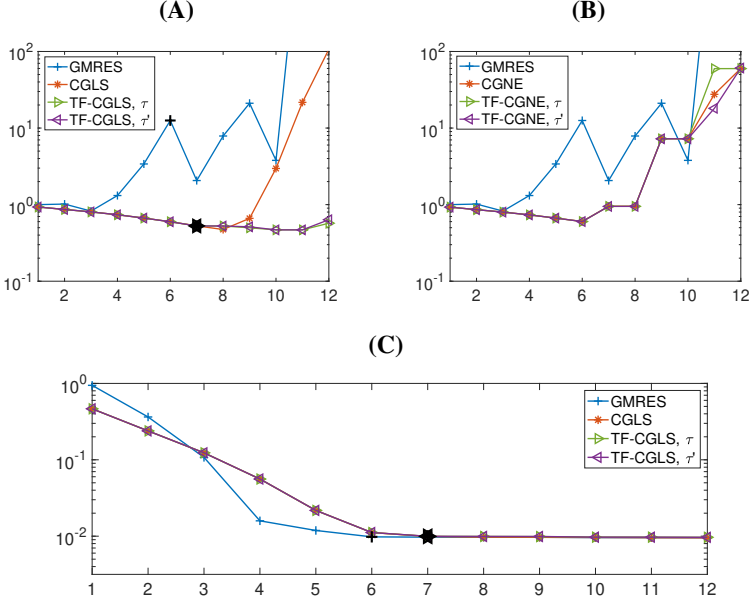 (A)
10^2
10^1
10^0
10^-1
GMRES
CGLS
TF-CGLS, τ
TF-CGLS, τ'
2 4 6 8 10 12
(B)
10^2
10^1
10^0
10^-1
GMRES
CGNE
TF-CGNE, τ
TF-CGNE, τ'
2 4 6 8 10 12
(C)
10^0
10^-1
10^-2
GMRES
CGLS
TF-CGLS, τ
TF-CGLS, τ'
1 2 3 4 5 6 7 8 9 10 11 12